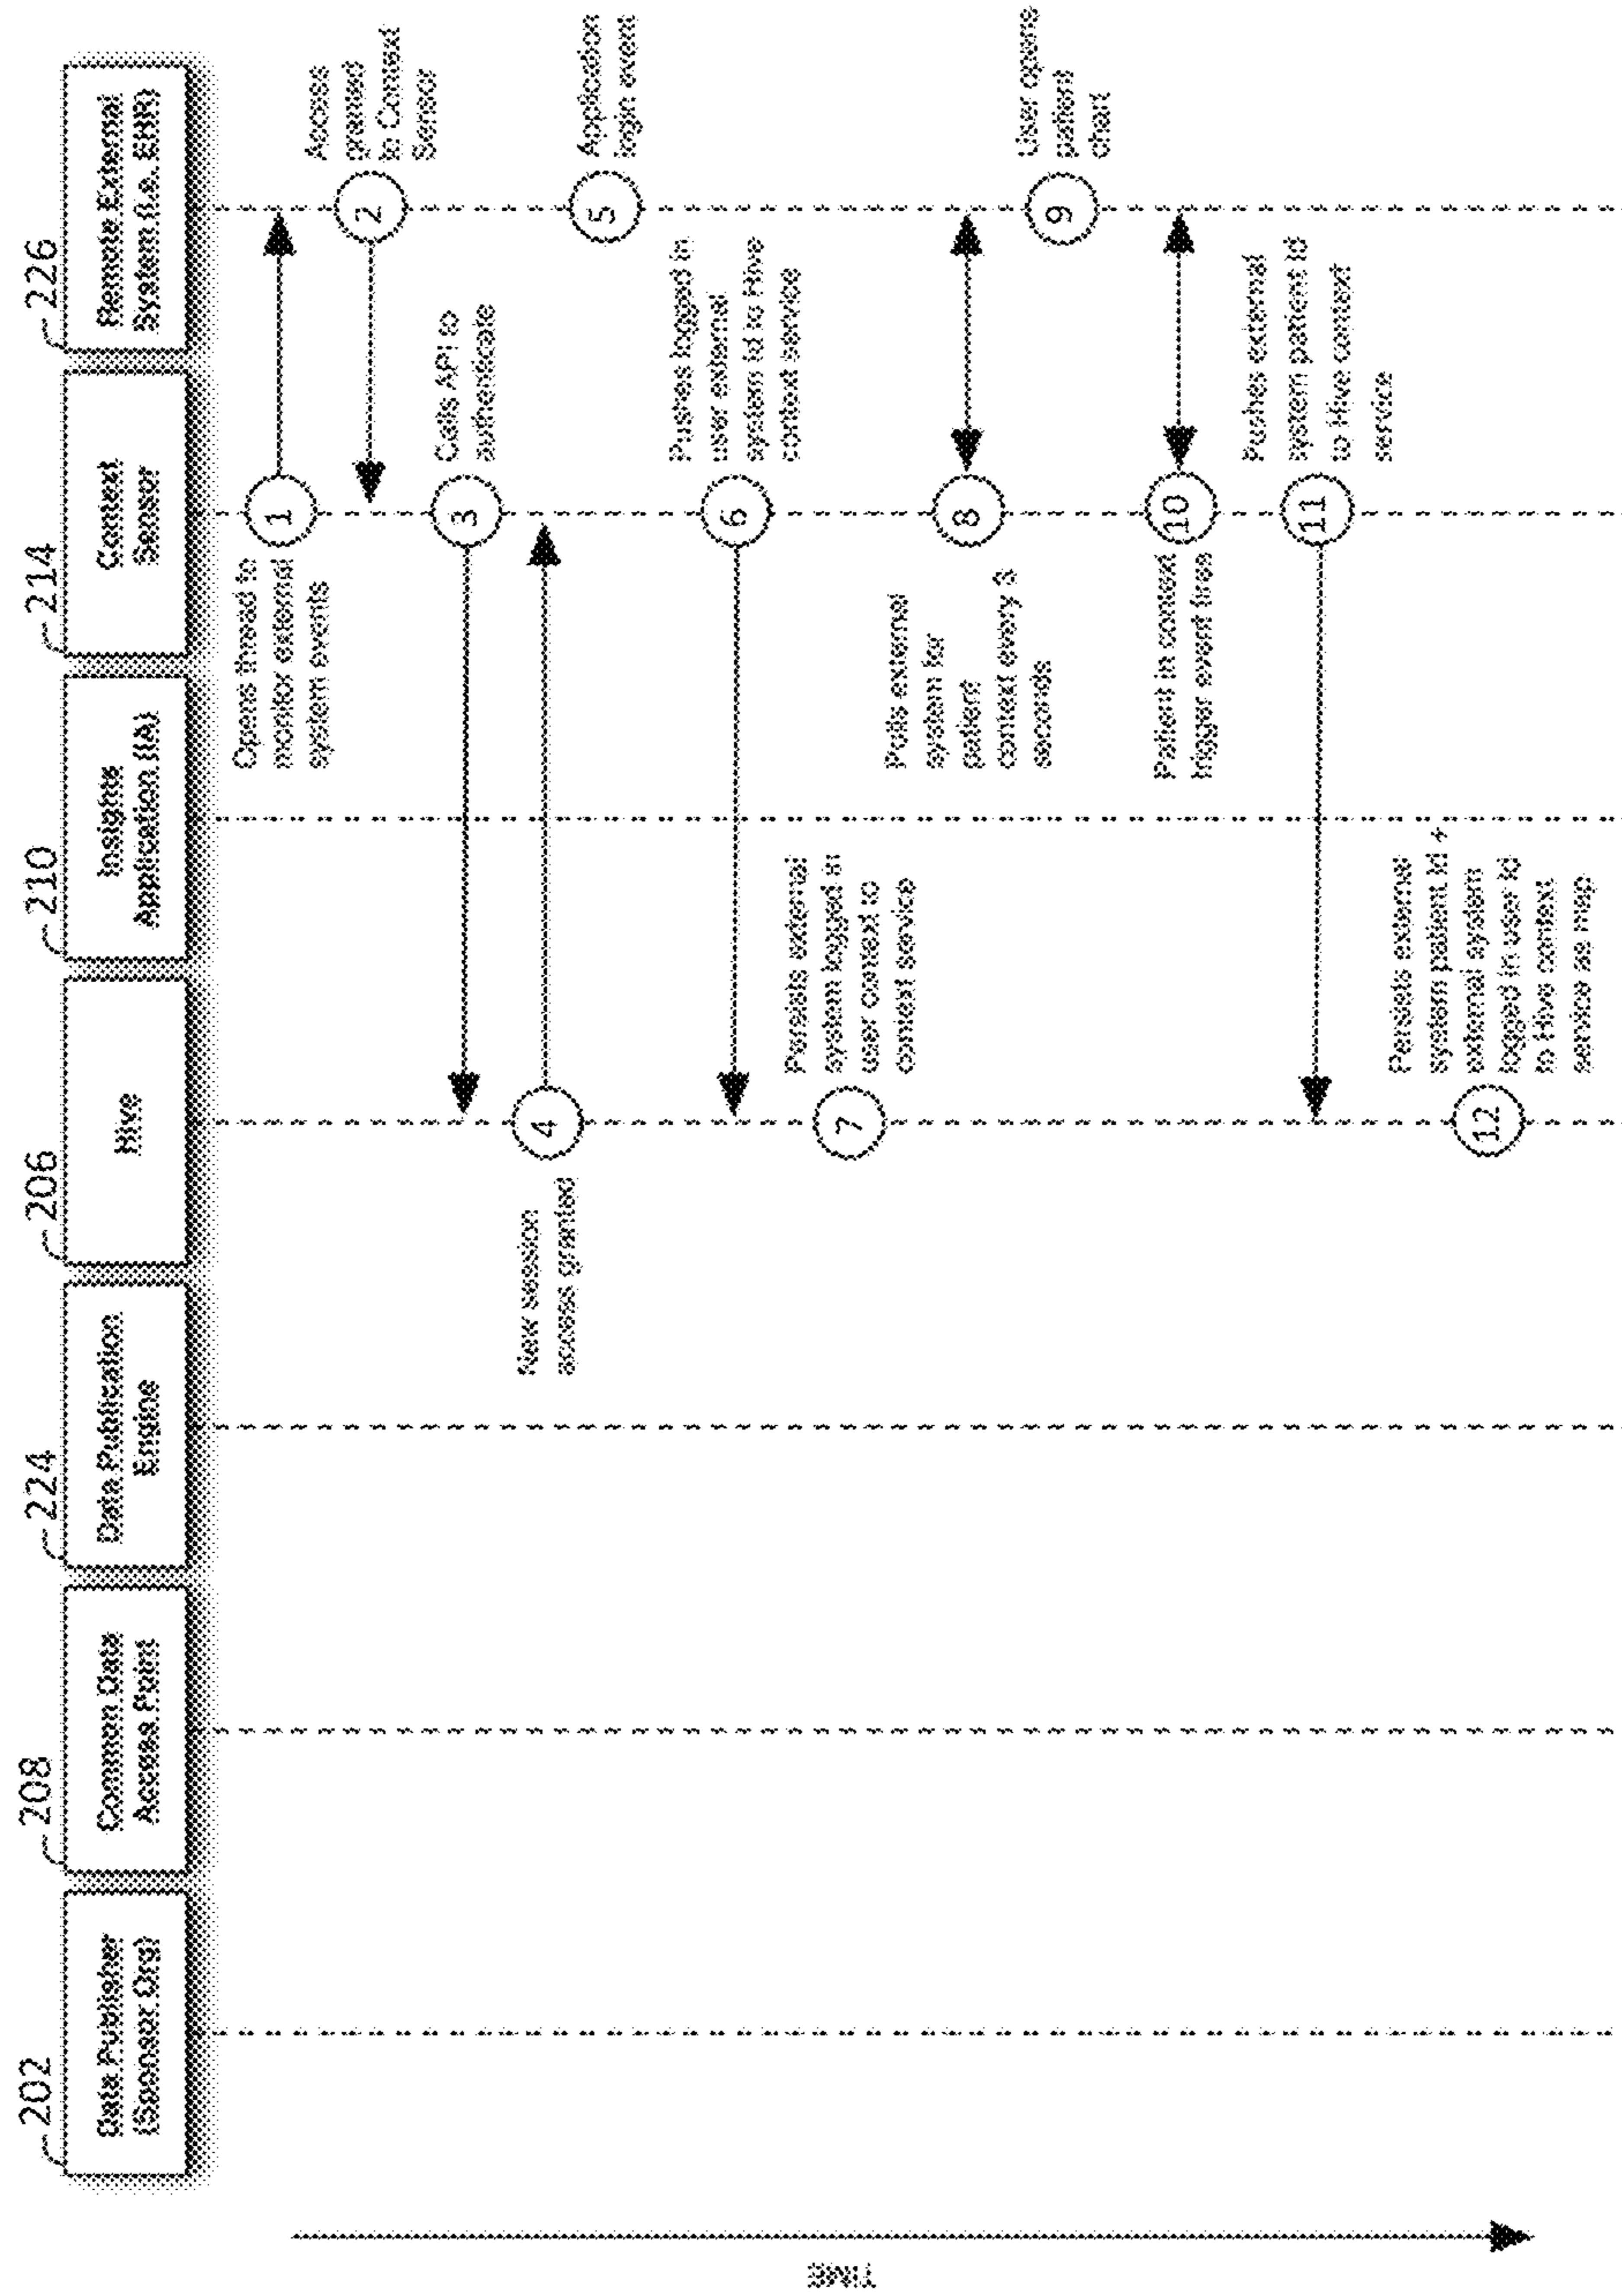 202
Data Publisher
(Sponsor Org)
208
Common Data
Access Point
224
Data Publication
Engine
206
Hive
210
Insights
Application (IA)
214
Context
Sensor
226
Remote External
System (i.e. EHR)
TIME
Opens thread to
monitor external
system events
1
2
Access
granted
to Context
Sensor
3
Calls API to
authenticate
New session
access granted
4
5
Application
login event
6
Pushes logged in
user external
system id to Hive
context service
7
Persists external
system logged in
user context to
context service
Polls external
system for
patient
context every 3
seconds
8
9
User opens
patient
chart
Patient in context
trigger event fires
10
11
Pushes external
system patient id
to Hive context
service
12
Persists external
system patient id +
external system
logged in user id
to Hive context
service as map